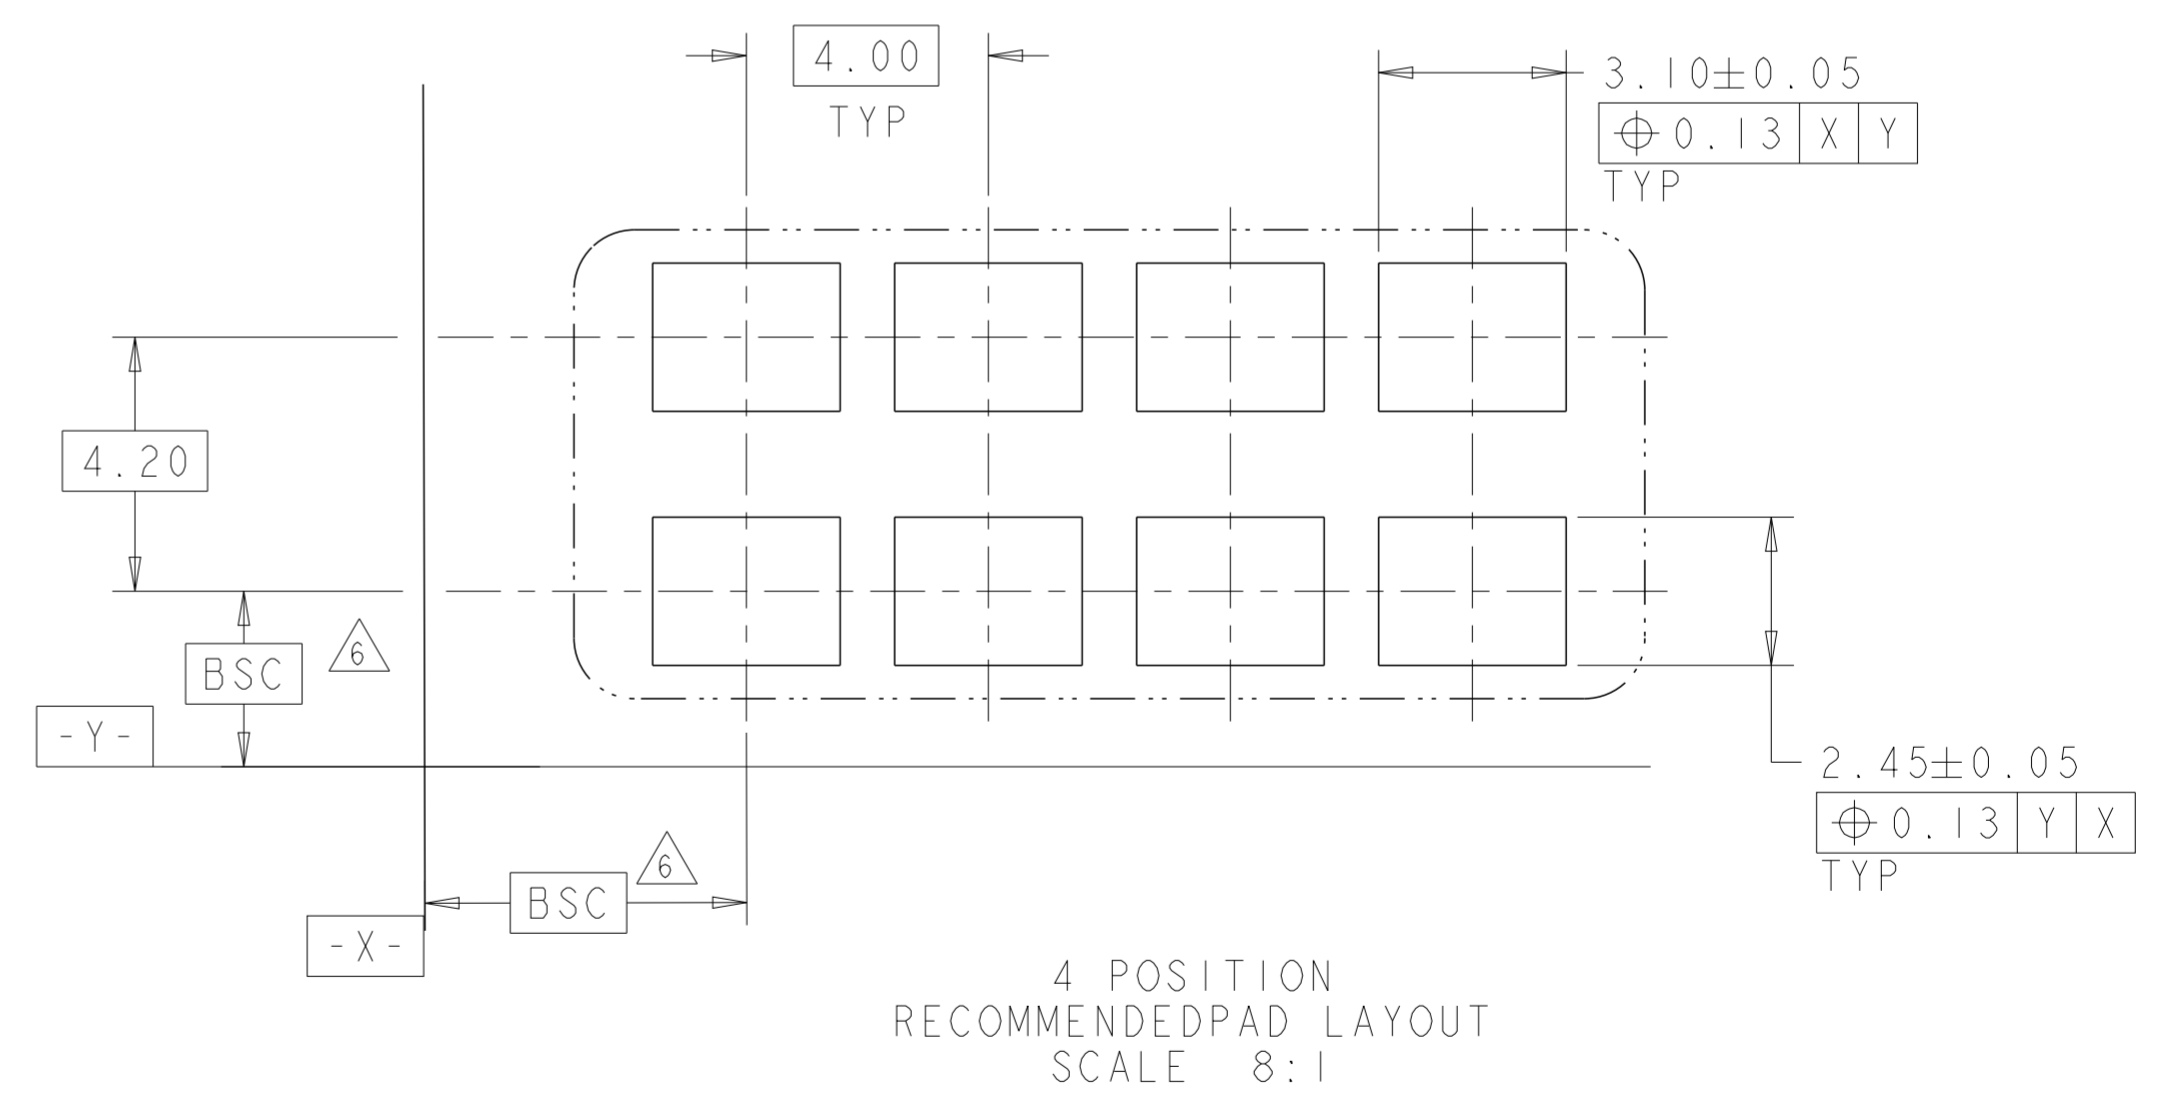 4.00
TYP
3.10±0.05
⌖ 0.13 X Y
TYP
4.20
BSC 6
-Y-
2.45±0.05
⌖ 0.13 Y X
TYP
BSC 6
-X-
4 POSITION
RECOMMENDEDPAD LAYOUT
SCALE 8:1